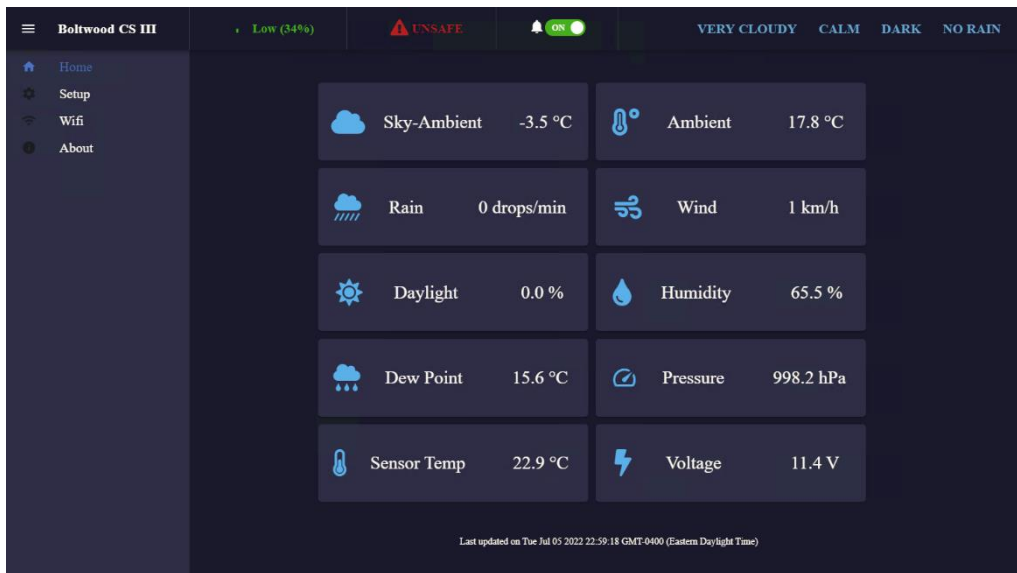 Boltwood CS III
Low (34%)
UNSAFE
ON
VERY CLOUDY CALM DARK NO RAIN
Home
Setup
Wifi
About
Sky-Ambient -3.5 °C
Ambient 17.8 °C
Rain 0 drops/min
Wind 1 km/h
Daylight 0.0 %
Humidity 65.5 %
Dew Point 15.6 °C
Pressure 998.2 hPa
Sensor Temp 22.9 °C
Voltage 11.4 V
Last updated on Tue Jul 05 2022 22:59:18 GMT-0400 (Eastern Daylight Time)